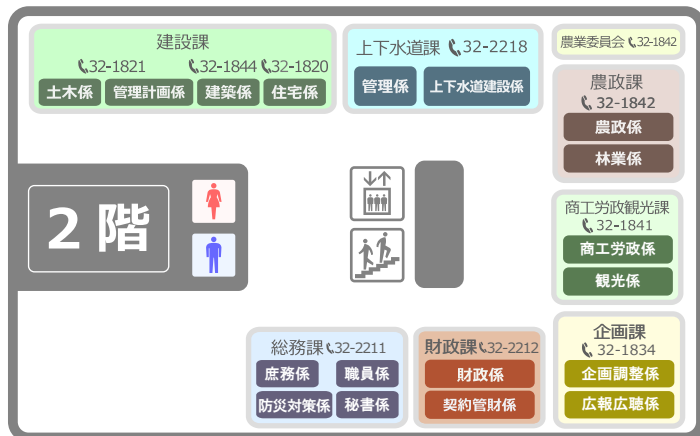 建設課
32-1821 32-1844 32-1820
土木係 管理計画係 建築係 住宅係
上下水道課 32-2218
管理係 上下水道建設係
農業委員会 32-1842
農政課
32-1842
農政係
林業係
2階
商工労政観光課
32-1841
商工労政係
観光係
総務課 32-2211
庶務係 職員係
防災対策係 秘書係
財政課 32-2212
財政係
契約管財係
企画課
32-1834
企画調整係
広報広聴係